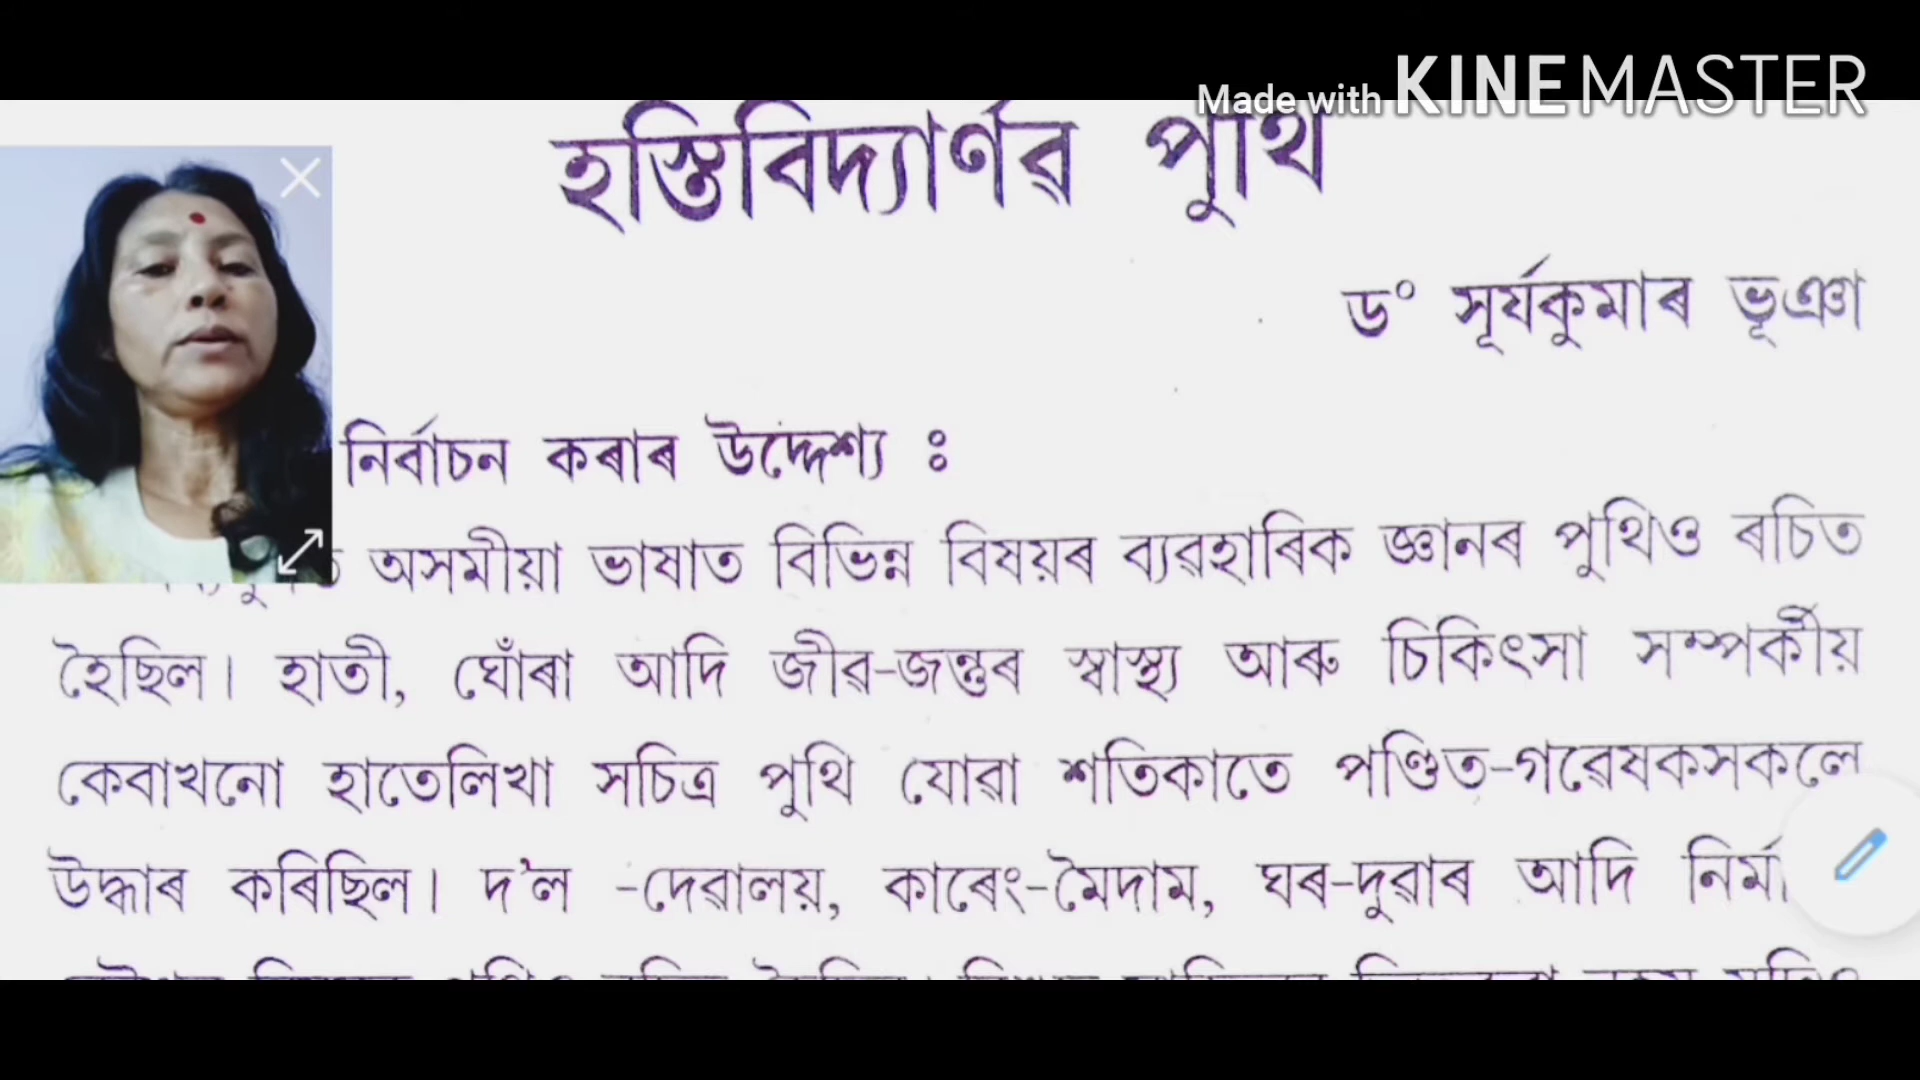 Made with KINEMASTER
হস্তিবিদ্যাৰ্ণৱ পুথি
ড° সূৰ্যকুমাৰ ভূঞা
নিৰ্বাচন কৰাৰ উদ্দেশ্য ঃ
অসমীয়া ভাষাত বিভিন্ন বিষয়ৰ ব্যৱহাৰিক জ্ঞানৰ পুথিও ৰচিত
হৈছিল। হাতী, ঘোঁৰা আদি জীৱ-জন্তুৰ স্বাস্থ্য আৰু চিকিৎসা সম্পৰ্কীয়
কেবাখনো হাতেলিখা সচিত্ৰ পুথি যোৱা শতিকাতে পণ্ডিত-গৱেষকসকলে
উদ্ধাৰ কৰিছিল। দ'ল -দেৱালয়, কাৰেং-মৈদাম, ঘৰ-দুৱাৰ আদি